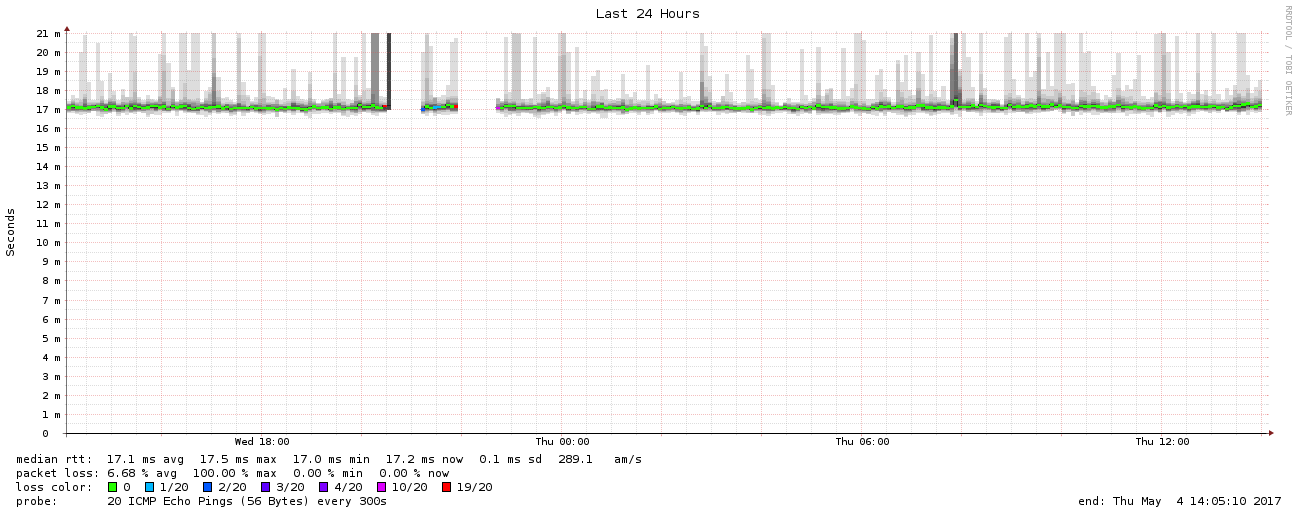 Last 24 Hours
RRDTOOL / TOBI OETIKER
Seconds
21 m
20 m
19 m
18 m
17 m
16 m
15 m
14 m
13 m
12 m
11 m
10 m
9 m
8 m
7 m
6 m
5 m
4 m
3 m
2 m
1 m
0
Wed 18:00 Thu 00:00 Thu 06:00 Thu 12:00
median rtt: 17.1 ms avg 17.5 ms max 17.0 ms min 17.2 ms now 0.1 ms sd 289.1 am/s
packet loss: 6.68 % avg 100.00 % max 0.00 % min 0.00 % now
loss color: 0 1/20 2/20 3/20 4/20 10/20 19/20
probe: 20 ICMP Echo Pings (56 Bytes) every 300s end: Thu May 4 14:05:10 2017